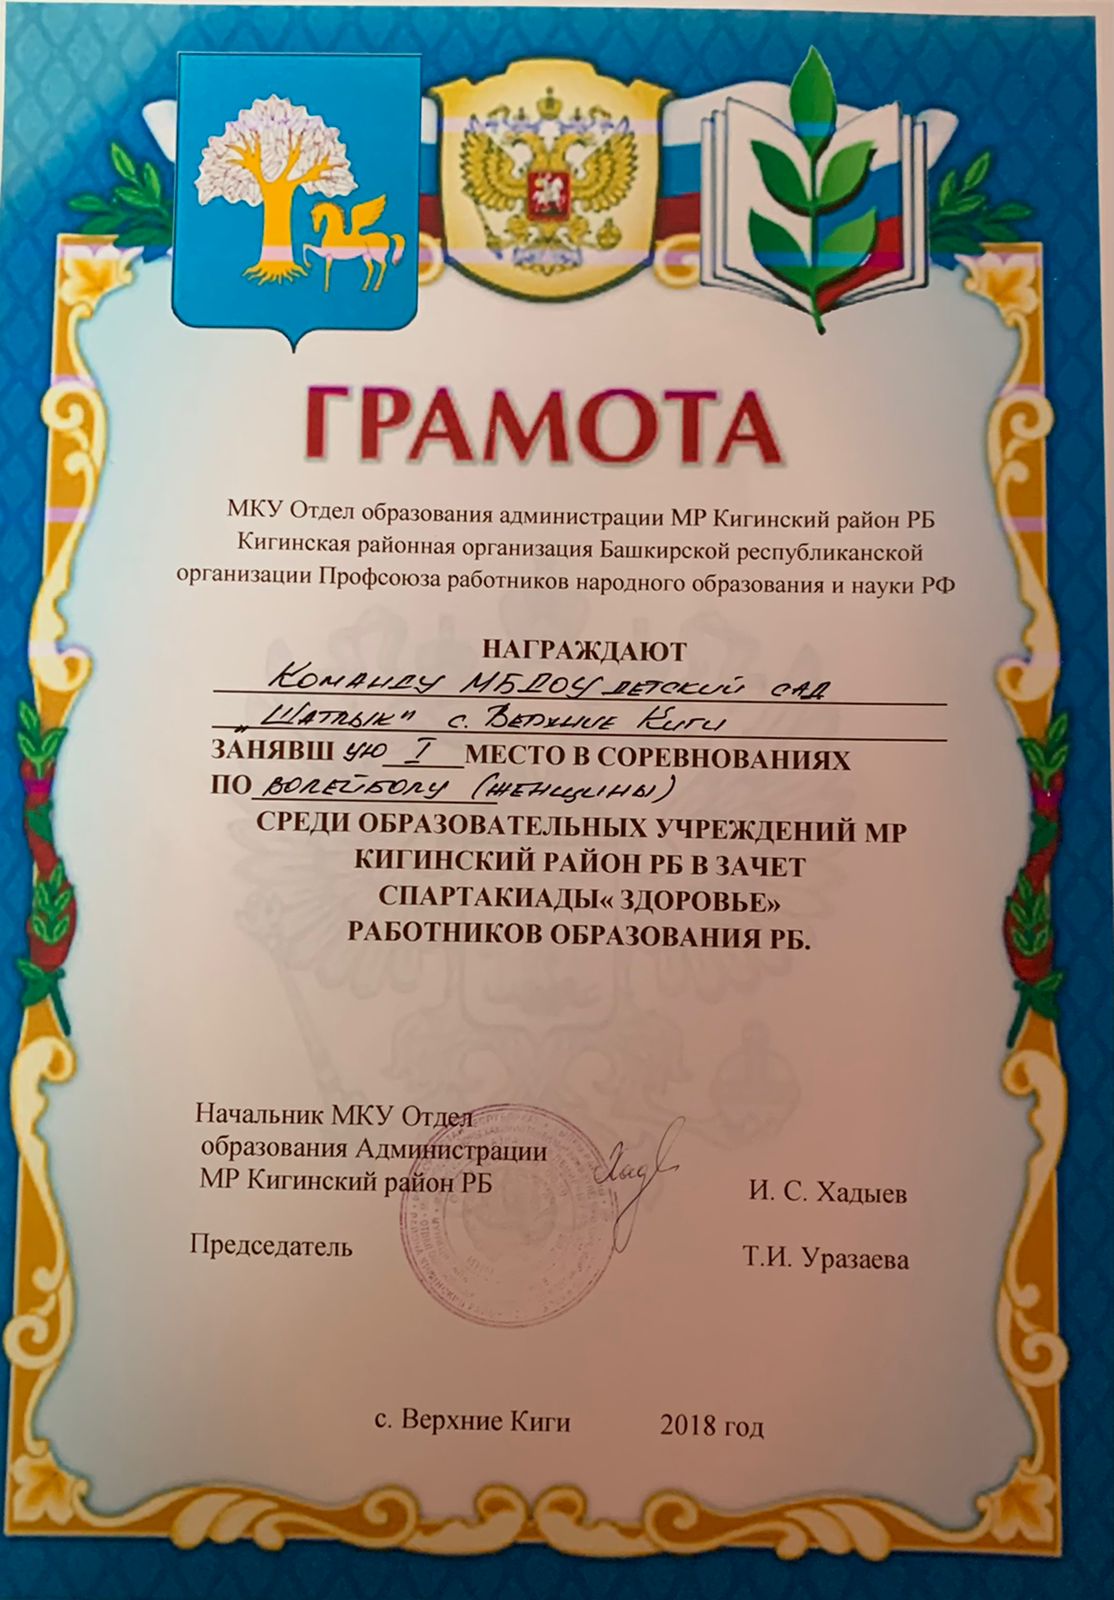 ГРАМОТА
МКУ Отдел образования администрации МР Кигинский район РБ
Кигинская районная организация Башкирской республиканской
организации Профсоюза работников народного образования и науки РФ
НАГРАЖДАЮТ
Команду МБДОУ детский сад
„Шатлык" с. Верхние Киги
ЗАНЯВШ ую I МЕСТО В СОРЕВНОВАНИЯХ
ПО волейболу (женщины)
СРЕДИ ОБРАЗОВАТЕЛЬНЫХ УЧРЕЖДЕНИЙ МР
КИГИНСКИЙ РАЙОН РБ В ЗАЧЕТ
СПАРТАКИАДЫ« ЗДОРОВЬЕ»
РАБОТНИКОВ ОБРАЗОВАНИЯ РБ.
Начальник МКУ Отдел
образования Администрации
МР Кигинский район РБ И. С. Хадыев
Председатель Т.И. Уразаева
с. Верхние Киги 2018 год